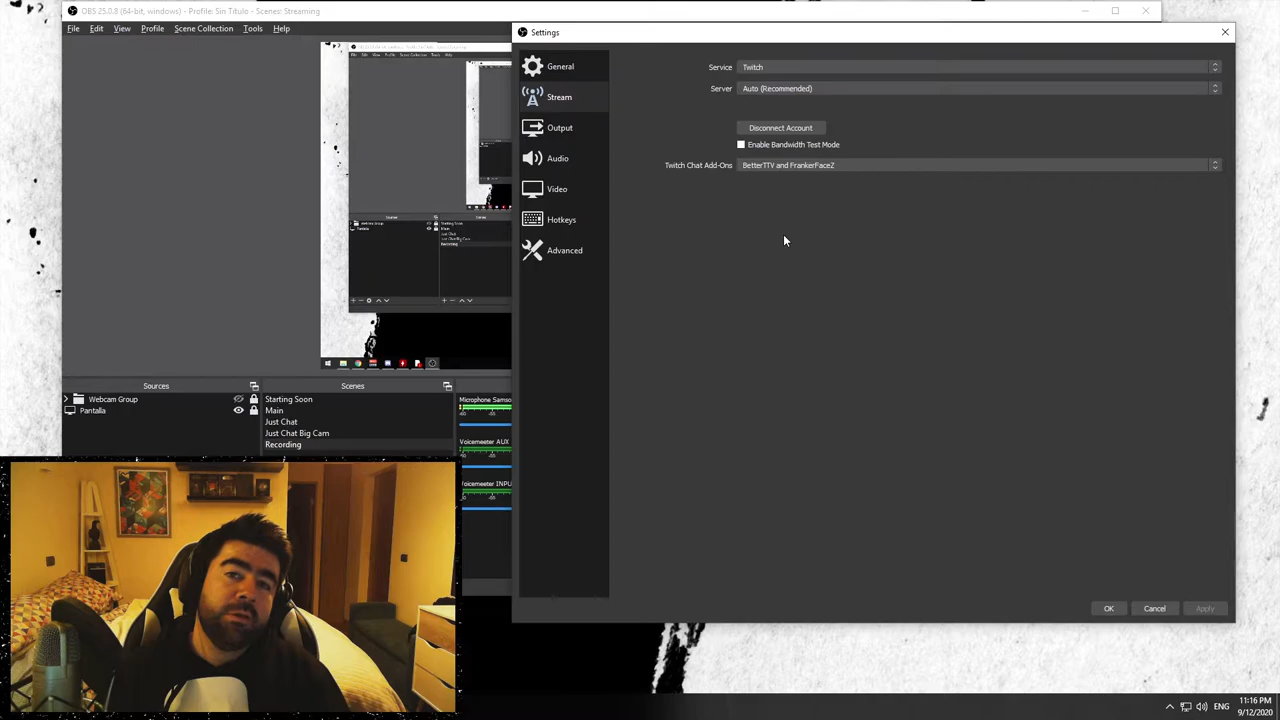 OBS 25.0.8 (64-bit, windows) - Profile: Sin Título - Scenes: Streaming
File Edit View Profile Scene Collection Tools Help
Settings
General
Stream
Output
Audio
Video
Hotkeys
Advanced
Service Twitch
Server Auto (Recommended)
Disconnect Account
Enable Bandwidth Test Mode
Twitch Chat Add-Ons BetterTTV and FrankerFaceZ
OK Cancel Apply
Sources
Webcam Group
Pantalla
Scenes
Starting Soon
Main
Just Chat
Just Chat Big Cam
Recording
Microphone Samso
Voicemeeter AUX
Voicemeeter INPU
ENG
11:16 PM
9/12/2020